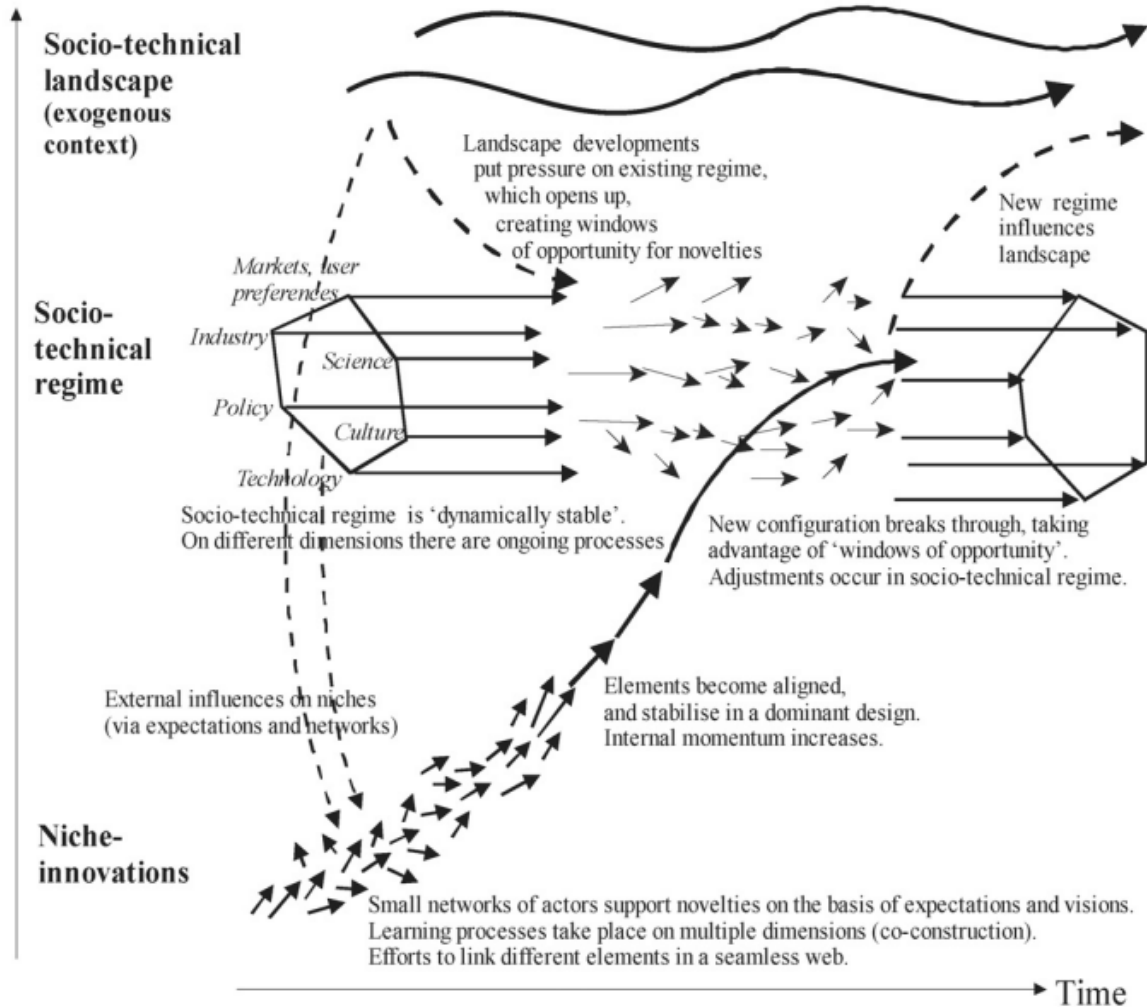 Socio-technical
landscape
(exogenous
context)
Landscape developments
put pressure on existing regime,
which opens up,
creating windows
of opportunity for novelties
New regime
influences
landscape
Markets, user
preferences
Socio-
technical
regime
Industry
Science
Policy
Culture
Technology
Socio-technical regime is ‘dynamically stable’.
On different dimensions there are ongoing processes
New configuration breaks through, taking
advantage of ‘windows of opportunity’.
Adjustments occur in socio-technical regime.
External influences on niches
(via expectations and networks)
Elements become aligned,
and stabilise in a dominant design.
Internal momentum increases.
Niche-
innovations
Small networks of actors support novelties on the basis of expectations and visions.
Learning processes take place on multiple dimensions (co-construction).
Efforts to link different elements in a seamless web.
Time